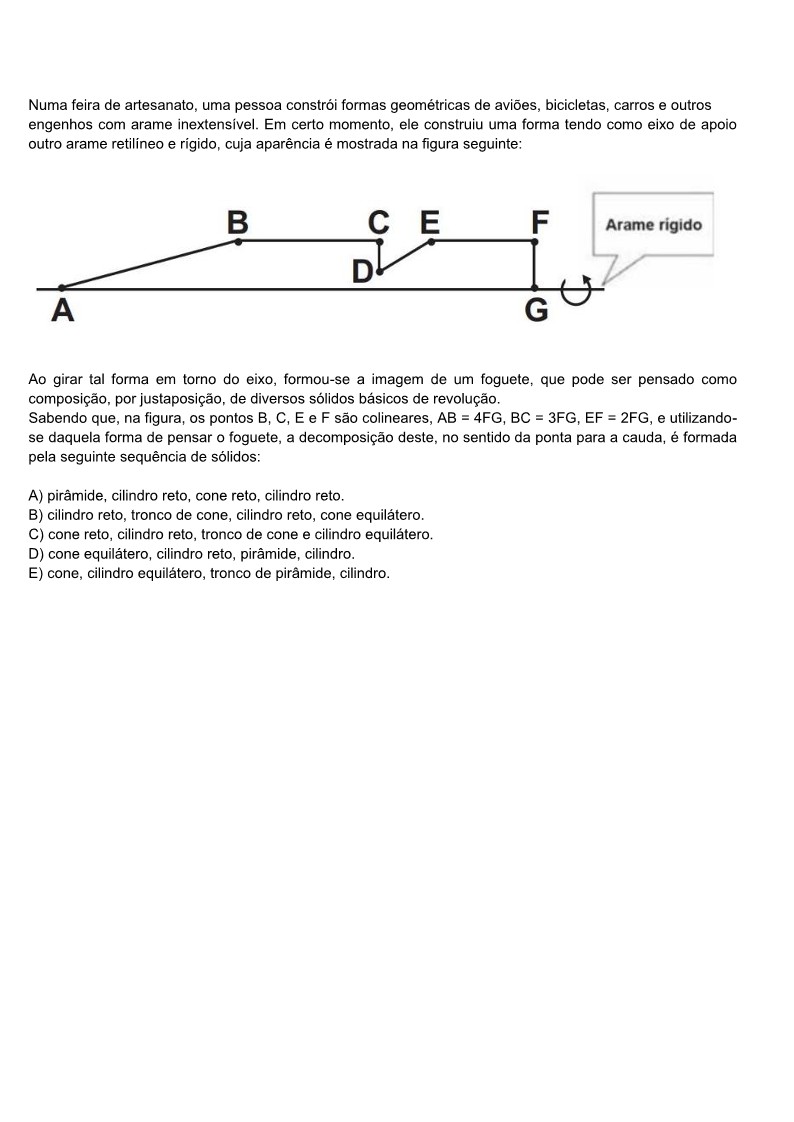 Numa feira de artesanato, uma pessoa constrói formas geométricas de aviões, bicicletas, carros e outros
engenhos com arame inextensível. Em certo momento, ele construiu uma forma tendo como eixo de apoio
outro arame retilíneo e rígido, cuja aparência é mostrada na figura seguinte:
B
C
E
F
Arame rígido
D
A
G
Ao girar tal forma em torno do eixo, formou-se a imagem de um foguete, que pode ser pensado como
composição, por justaposição, de diversos sólidos básicos de revolução.
Sabendo que, na figura, os pontos B, C, E e F são colineares, AB = 4FG, BC = 3FG, EF = 2FG, e utilizando-
se daquela forma de pensar o foguete, a decomposição deste, no sentido da ponta para a cauda, é formada
pela seguinte sequência de sólidos:
A) pirâmide, cilindro reto, cone reto, cilindro reto.
B) cilindro reto, tronco de cone, cilindro reto, cone equilátero.
C) cone reto, cilindro reto, tronco de cone e cilindro equilátero.
D) cone equilátero, cilindro reto, pirâmide, cilindro.
E) cone, cilindro equilátero, tronco de pirâmide, cilindro.